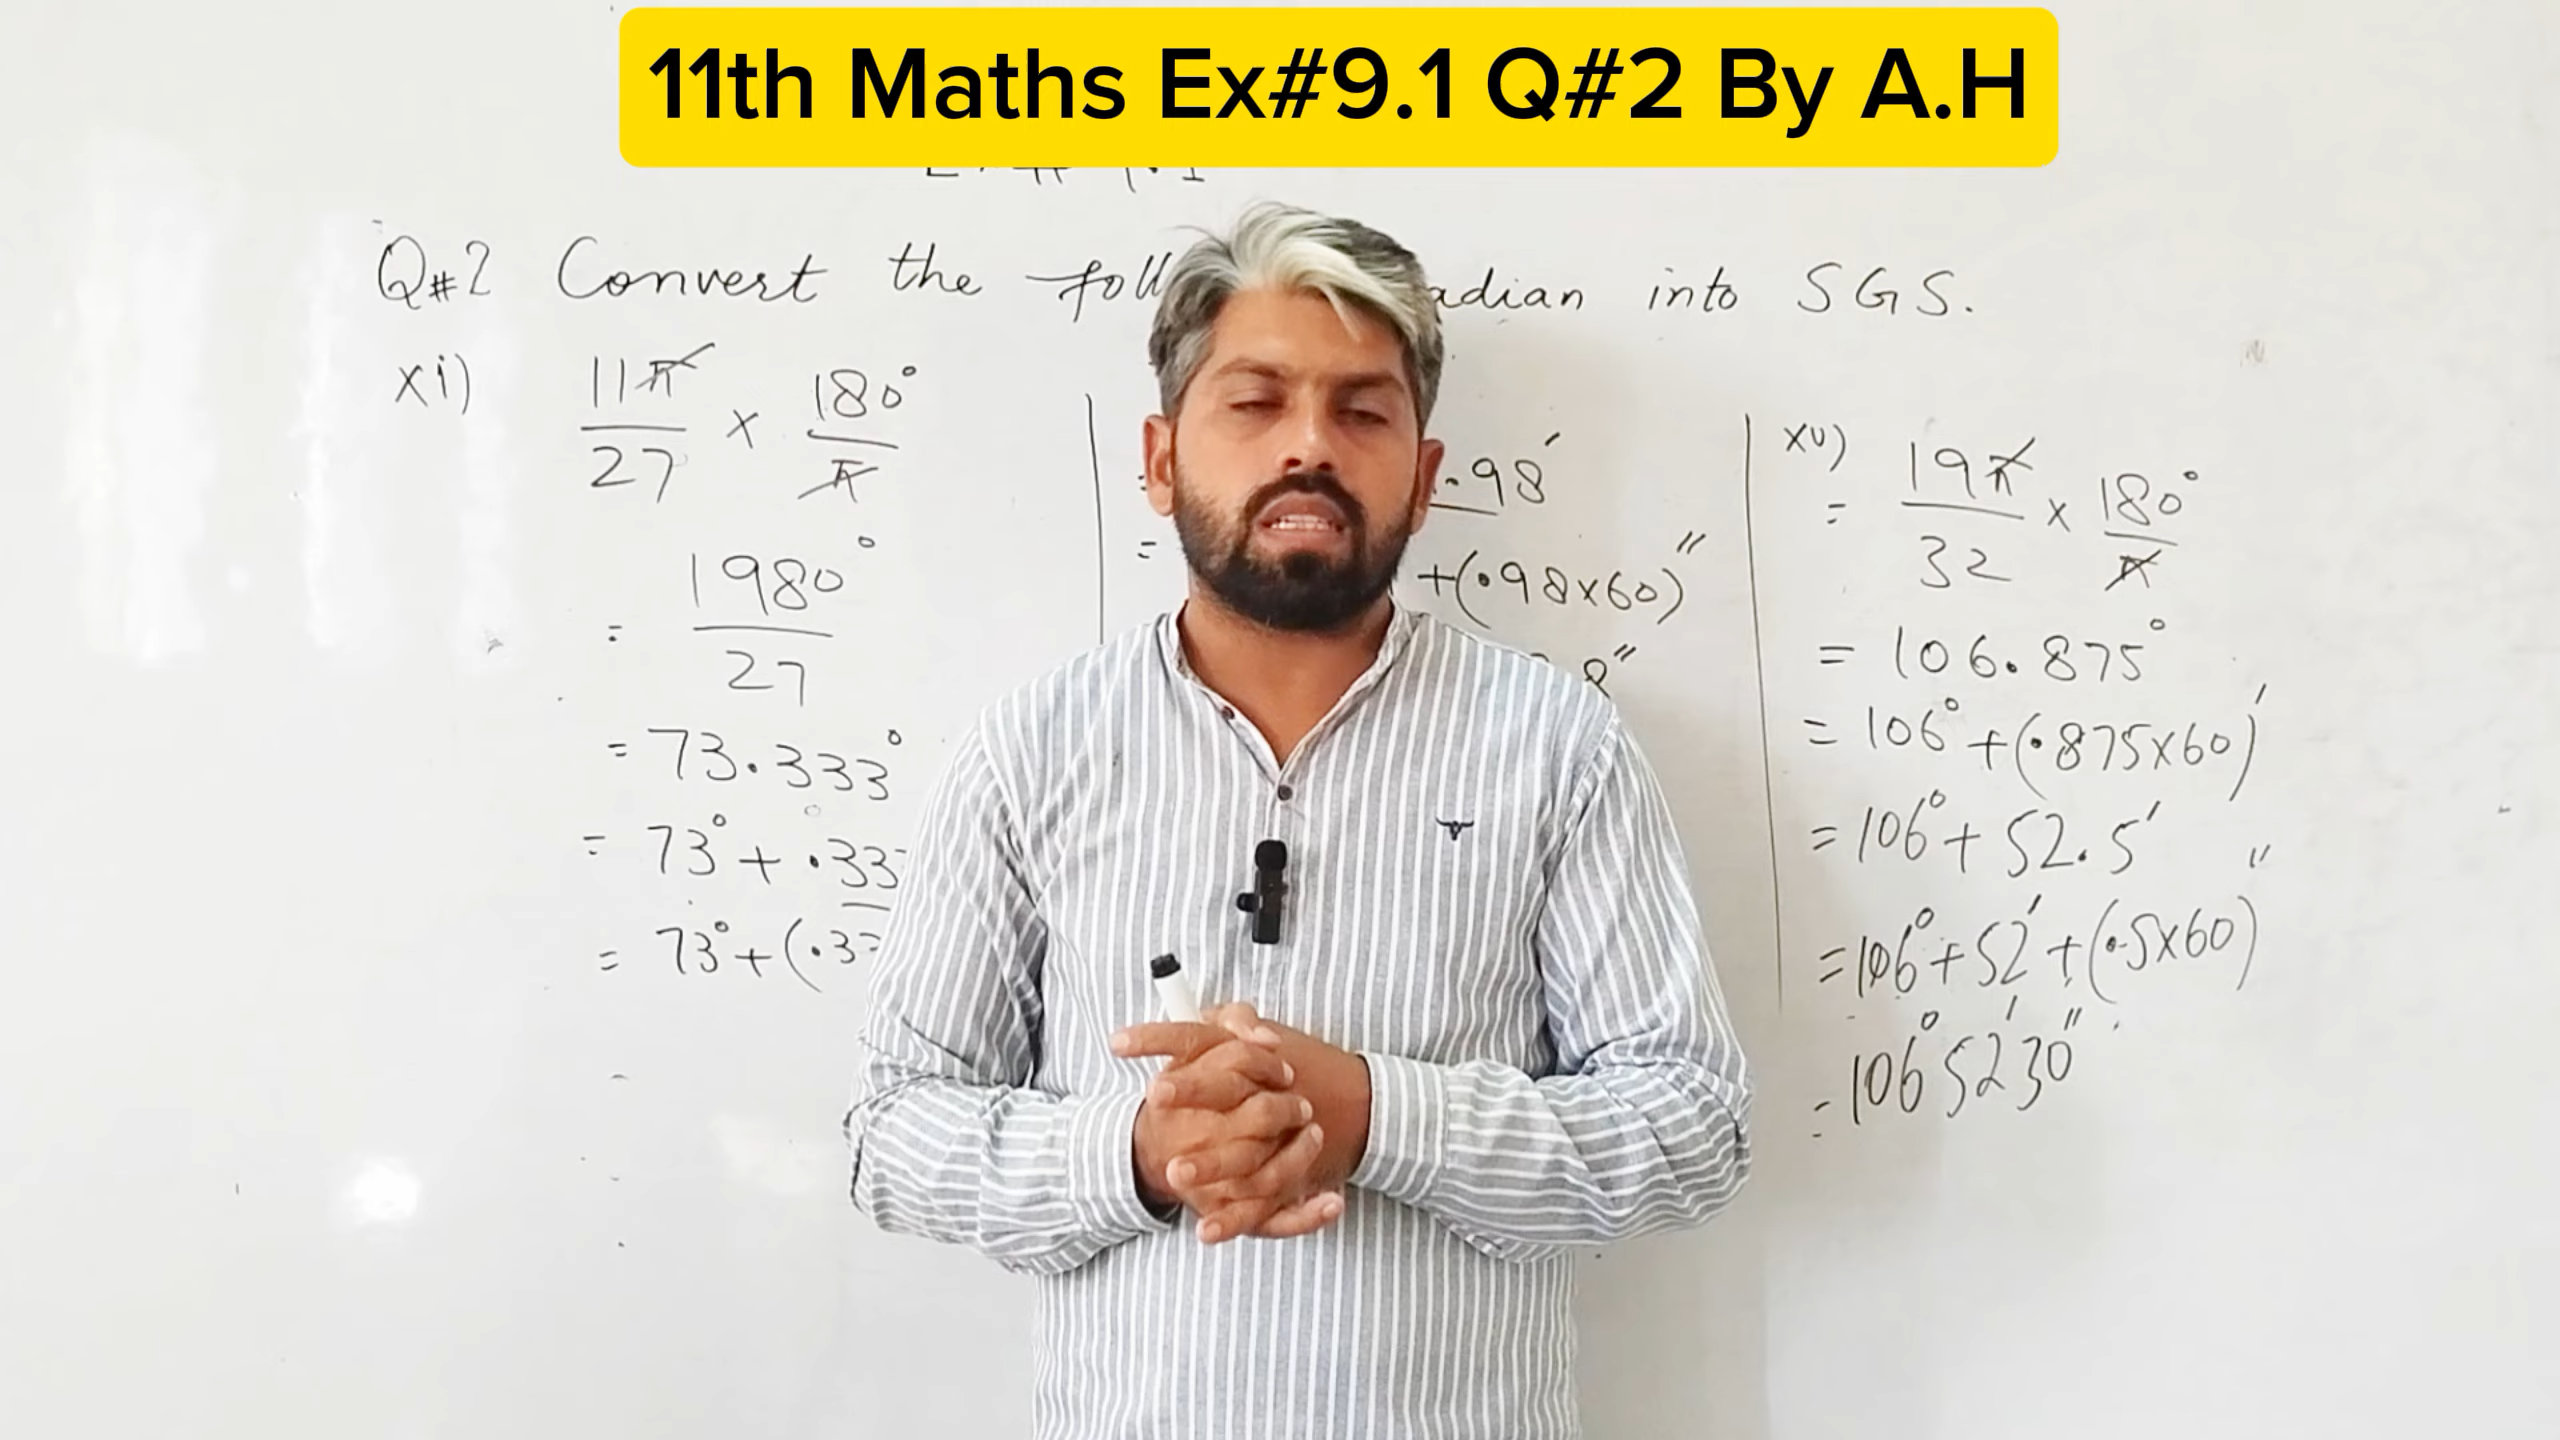 11th Maths Ex#9.1 Q#2 By A.H
Q#2 Convert the foll adian into SGS.
xi) 11π/27 × 180°/π
= 1980°/27
= 73.333°
= 73° + .33
= 73° + (.33
= .98′
= +(.98×60)″
8″
xv)
= 19π/32 × 180°/π
= 106.875°
= 106° + (.875×60)′
= 106° + 52.5′
= 106° + 52′ + (.5×60)″
= 106° 52′ 30″